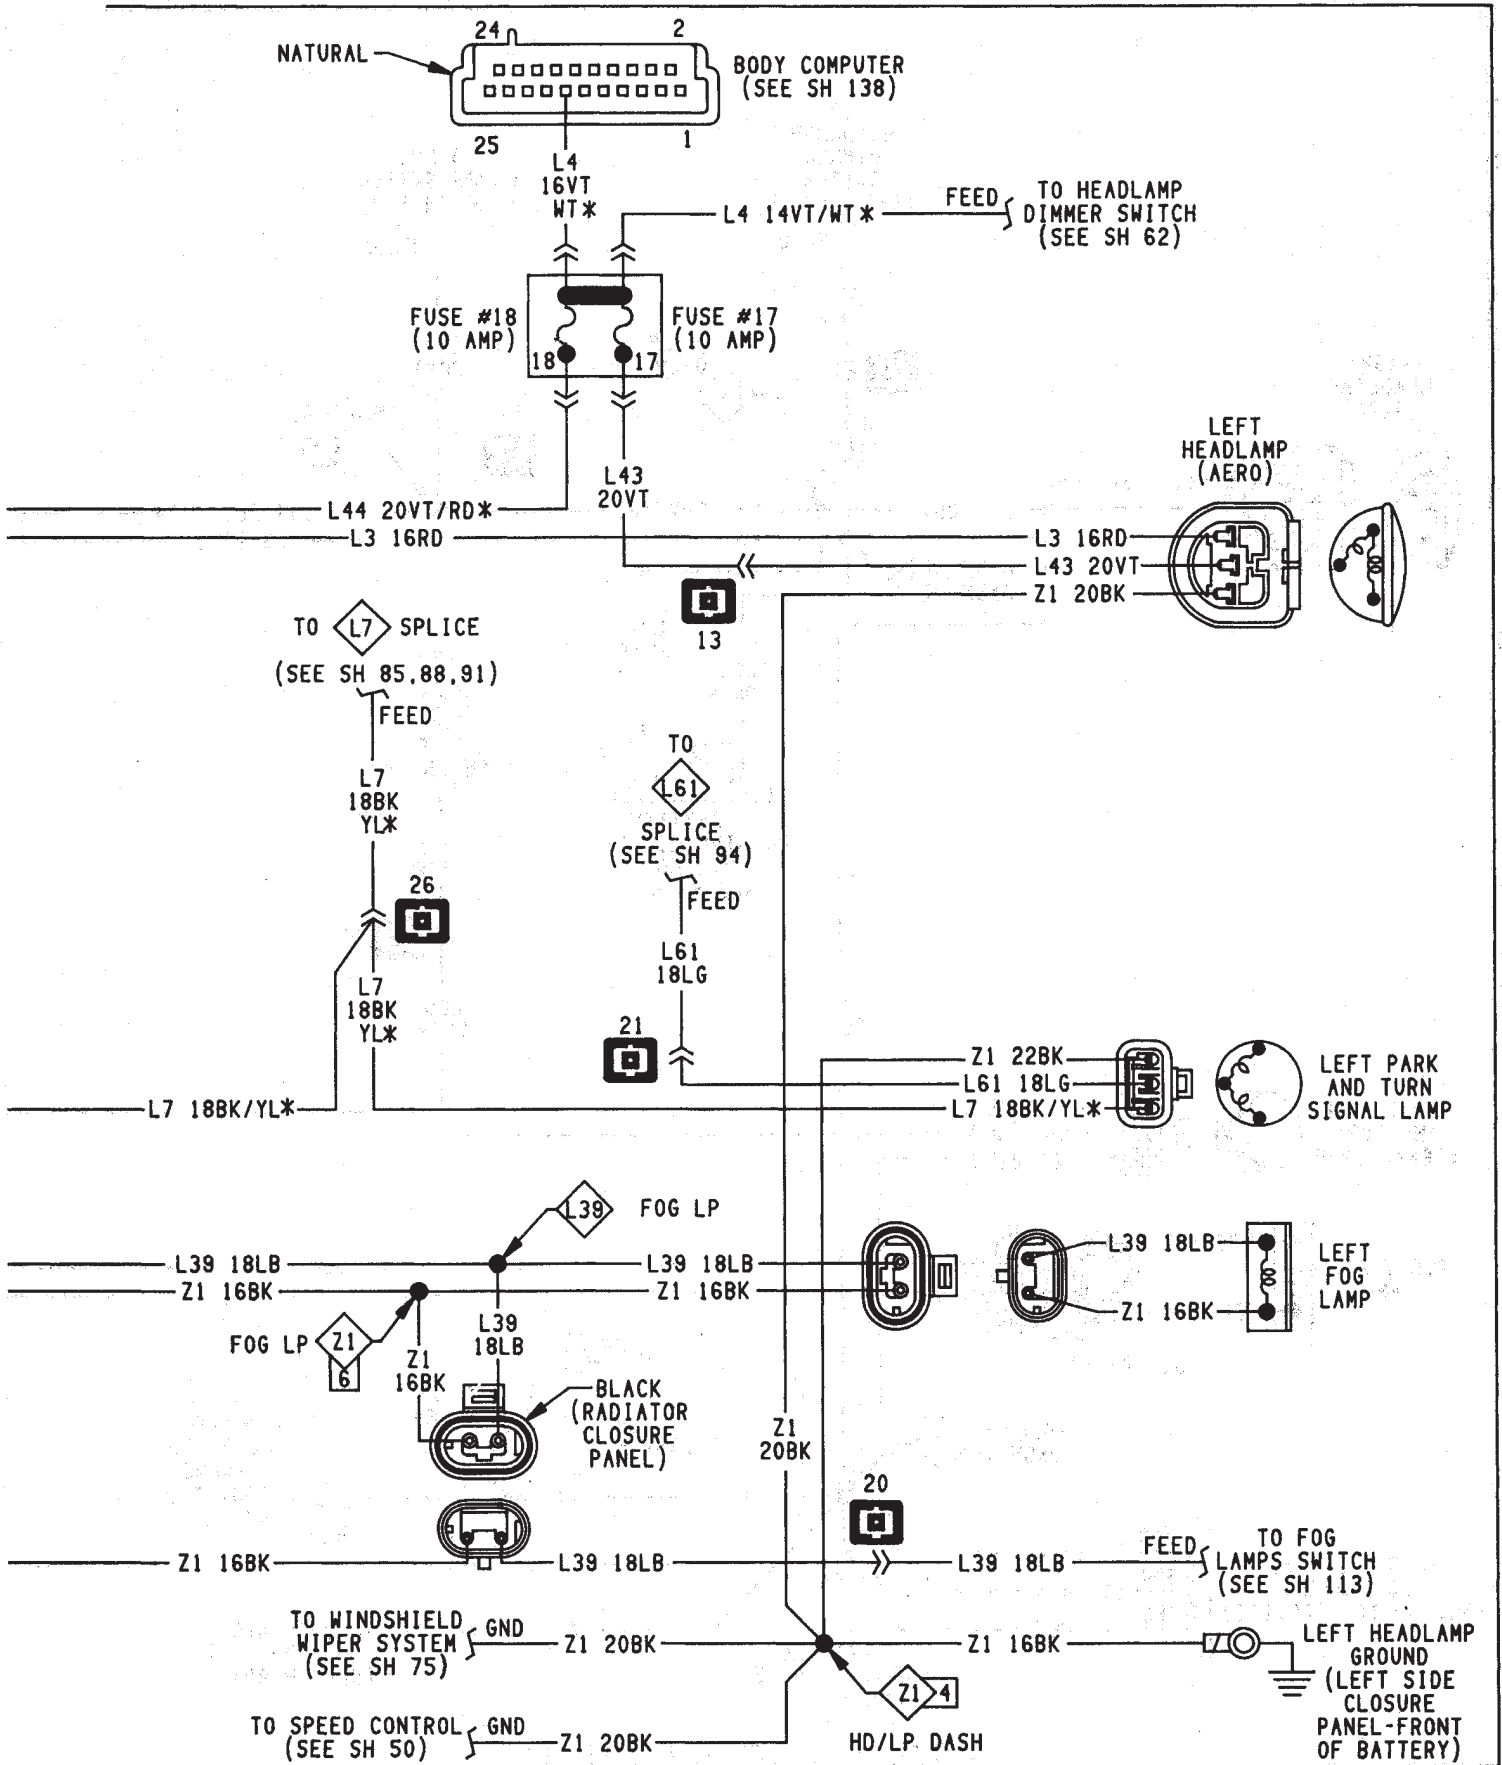 24 2
NATURAL
BODY COMPUTER
(SEE SH 138)
25 1
L4
16VT
WT*
L4 14VT/WT*
FEED
TO HEADLAMP
DIMMER SWITCH
(SEE SH 62)
FUSE #18
(10 AMP)
18
17
FUSE #17
(10 AMP)
LEFT
HEADLAMP
(AERO)
L43
20VT
L44 20VT/RD*
L3 16RD
L3 16RD
L43 20VT
Z1 20BK
13
TO L7 SPLICE
(SEE SH 85,88,91)
FEED
L7
18BK
YL*
TO
L61
SPLICE
(SEE SH 94)
FEED
26
L61
18LG
L7
18BK
YL*
21
Z1 22BK
L61 18LG
L7 18BK/YL*
L7 18BK/YL*
LEFT PARK
AND TURN
SIGNAL LAMP
L39 FOG LP
L39 18LB
L39 18LB
L39 18LB
Z1 16BK
Z1 16BK
Z1 16BK
LEFT
FOG
LAMP
FOG LP Z1
6
L39
18LB
Z1
16BK
BLACK
(RADIATOR
CLOSURE
PANEL)
Z1
20BK
20
Z1 16BK
L39 18LB
L39 18LB
FEED
TO FOG
LAMPS SWITCH
(SEE SH 113)
TO WINDSHIELD
WIPER SYSTEM
(SEE SH 75)
GND
Z1 20BK
Z1 16BK
LEFT HEADLAMP
GROUND
(LEFT SIDE
CLOSURE
PANEL-FRONT
OF BATTERY)
Z1 4
HD/LP DASH
TO SPEED CONTROL
(SEE SH 50)
GND
Z1 20BK